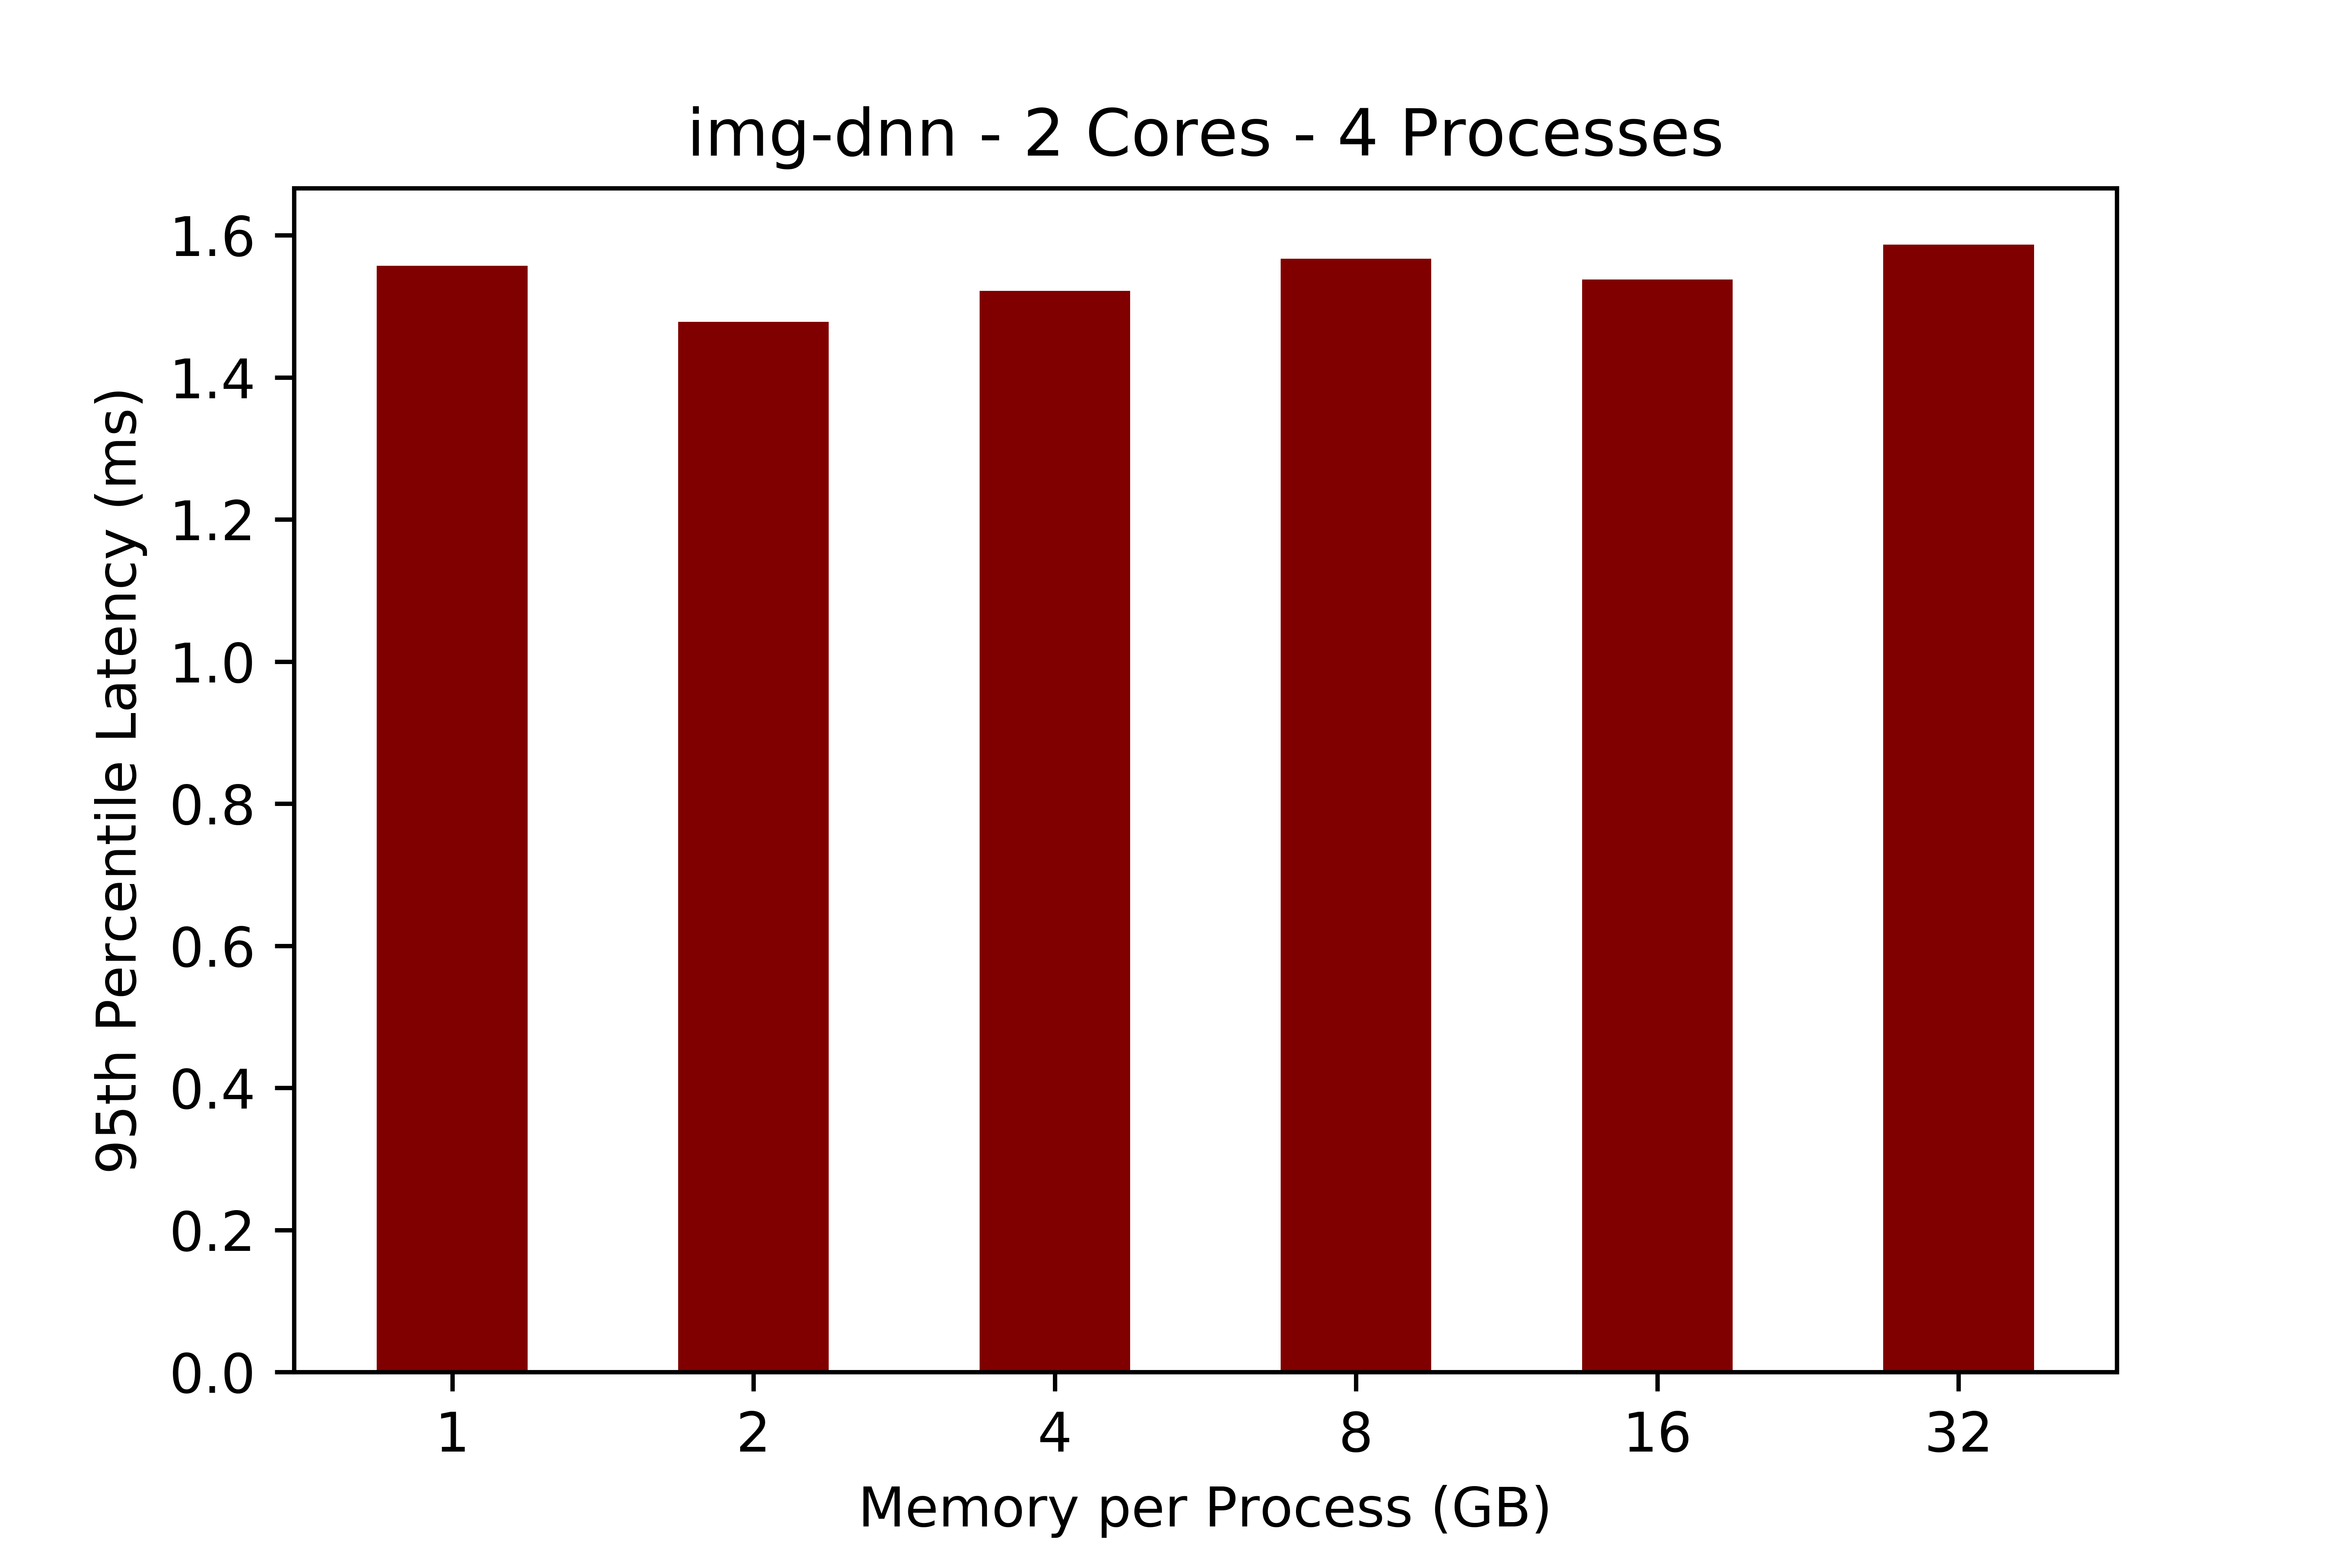 img-dnn - 2 Cores - 4 Processes
95th Percentile Latency (ms)
1.6
1.4
1.2
1.0
0.8
0.6
0.4
0.2
0.0
1 2 4 8 16 32
Memory per Process (GB)